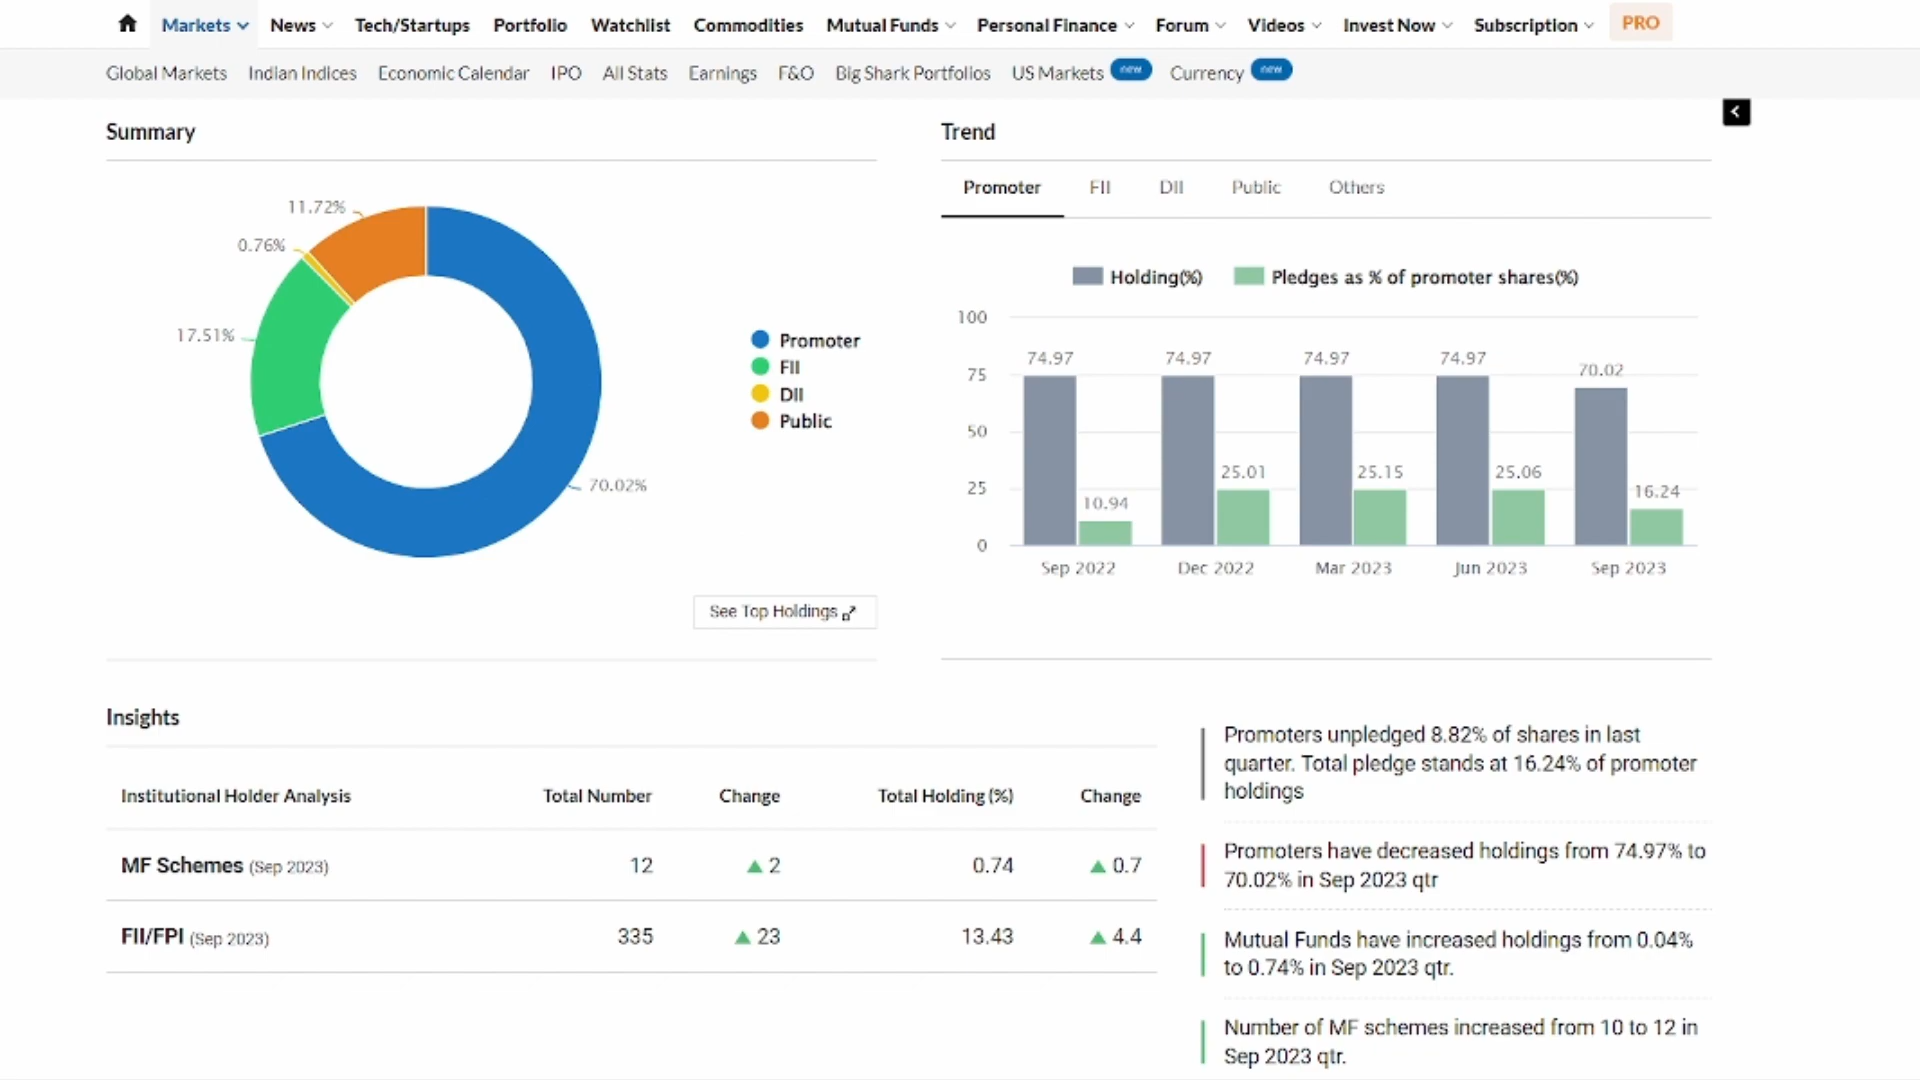 Markets News Tech/Startups Portfolio Watchlist Commodities Mutual Funds Personal Finance Forum Videos Invest Now Subscription PRO
Global Markets Indian Indices Economic Calendar IPO All Stats Earnings F&O Big Shark Portfolios US Markets new Currency new
Summary
11.72%
0.76%
17.51%
70.02%
Promoter
FII
DII
Public
See Top Holdings
Trend
Promoter FII DII Public Others
Holding(%) Pledges as % of promoter shares(%)
100
75
50
25
0
74.97 74.97 74.97 74.97 70.02
10.94 25.01 25.15 25.06 16.24
Sep 2022 Dec 2022 Mar 2023 Jun 2023 Sep 2023
Insights
Institutional Holder Analysis Total Number Change Total Holding (%) Change
MF Schemes (Sep 2023) 12 ▲ 2 0.74 ▲ 0.7
FII/FPI (Sep 2023) 335 ▲ 23 13.43 ▲ 4.4
Promoters unpledged 8.82% of shares in last
quarter. Total pledge stands at 16.24% of promoter
holdings
Promoters have decreased holdings from 74.97% to
70.02% in Sep 2023 qtr
Mutual Funds have increased holdings from 0.04%
to 0.74% in Sep 2023 qtr.
Number of MF schemes increased from 10 to 12 in
Sep 2023 qtr.